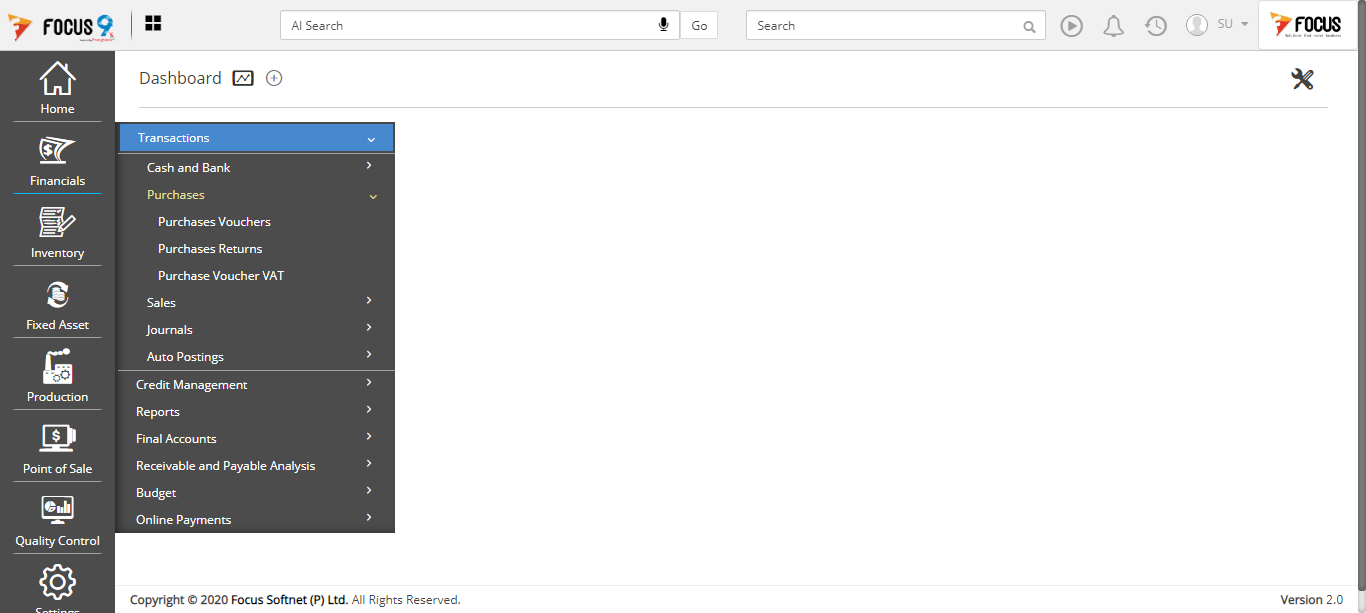 FOCUS 9
AI Search
Go
Search
SU
FOCUS
Home
Financials
Inventory
Fixed Asset
Production
Point of Sale
Quality Control
Settings
Dashboard
Transactions
Cash and Bank
Purchases
Purchases Vouchers
Purchases Returns
Purchase Voucher VAT
Sales
Journals
Auto Postings
Credit Management
Reports
Final Accounts
Receivable and Payable Analysis
Budget
Online Payments
Copyright © 2020 Focus Softnet (P) Ltd. All Rights Reserved.
Version 2.0